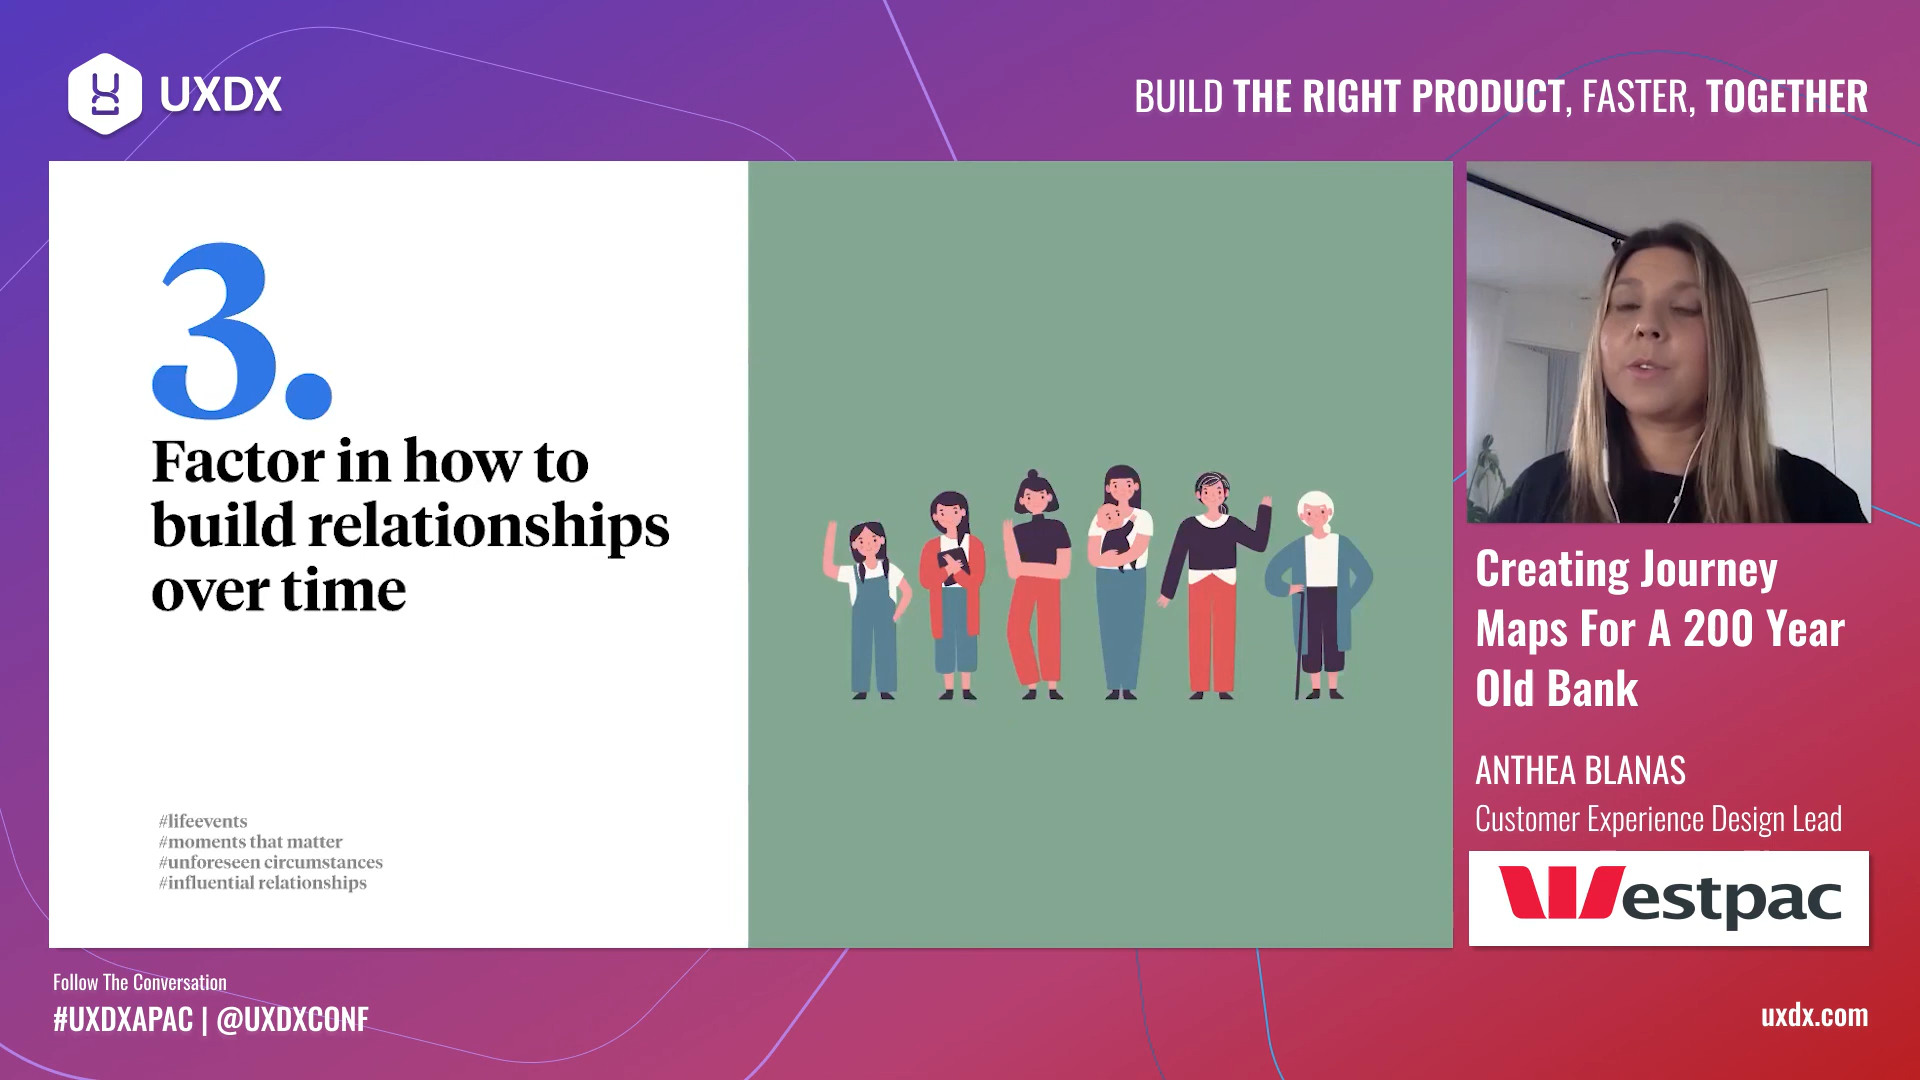 UXDX
BUILD THE RIGHT PRODUCT, FASTER, TOGETHER
3.
Factor in how to
build relationships
over time
#lifeevents
#moments that matter
#unforeseen circumstances
#influential relationships
Creating Journey
Maps For A 200 Year
Old Bank
ANTHEA BLANAS
Customer Experience Design Lead
Westpac
Follow The Conversation
#UXDXAPAC | @UXDXCONF
uxdx.com